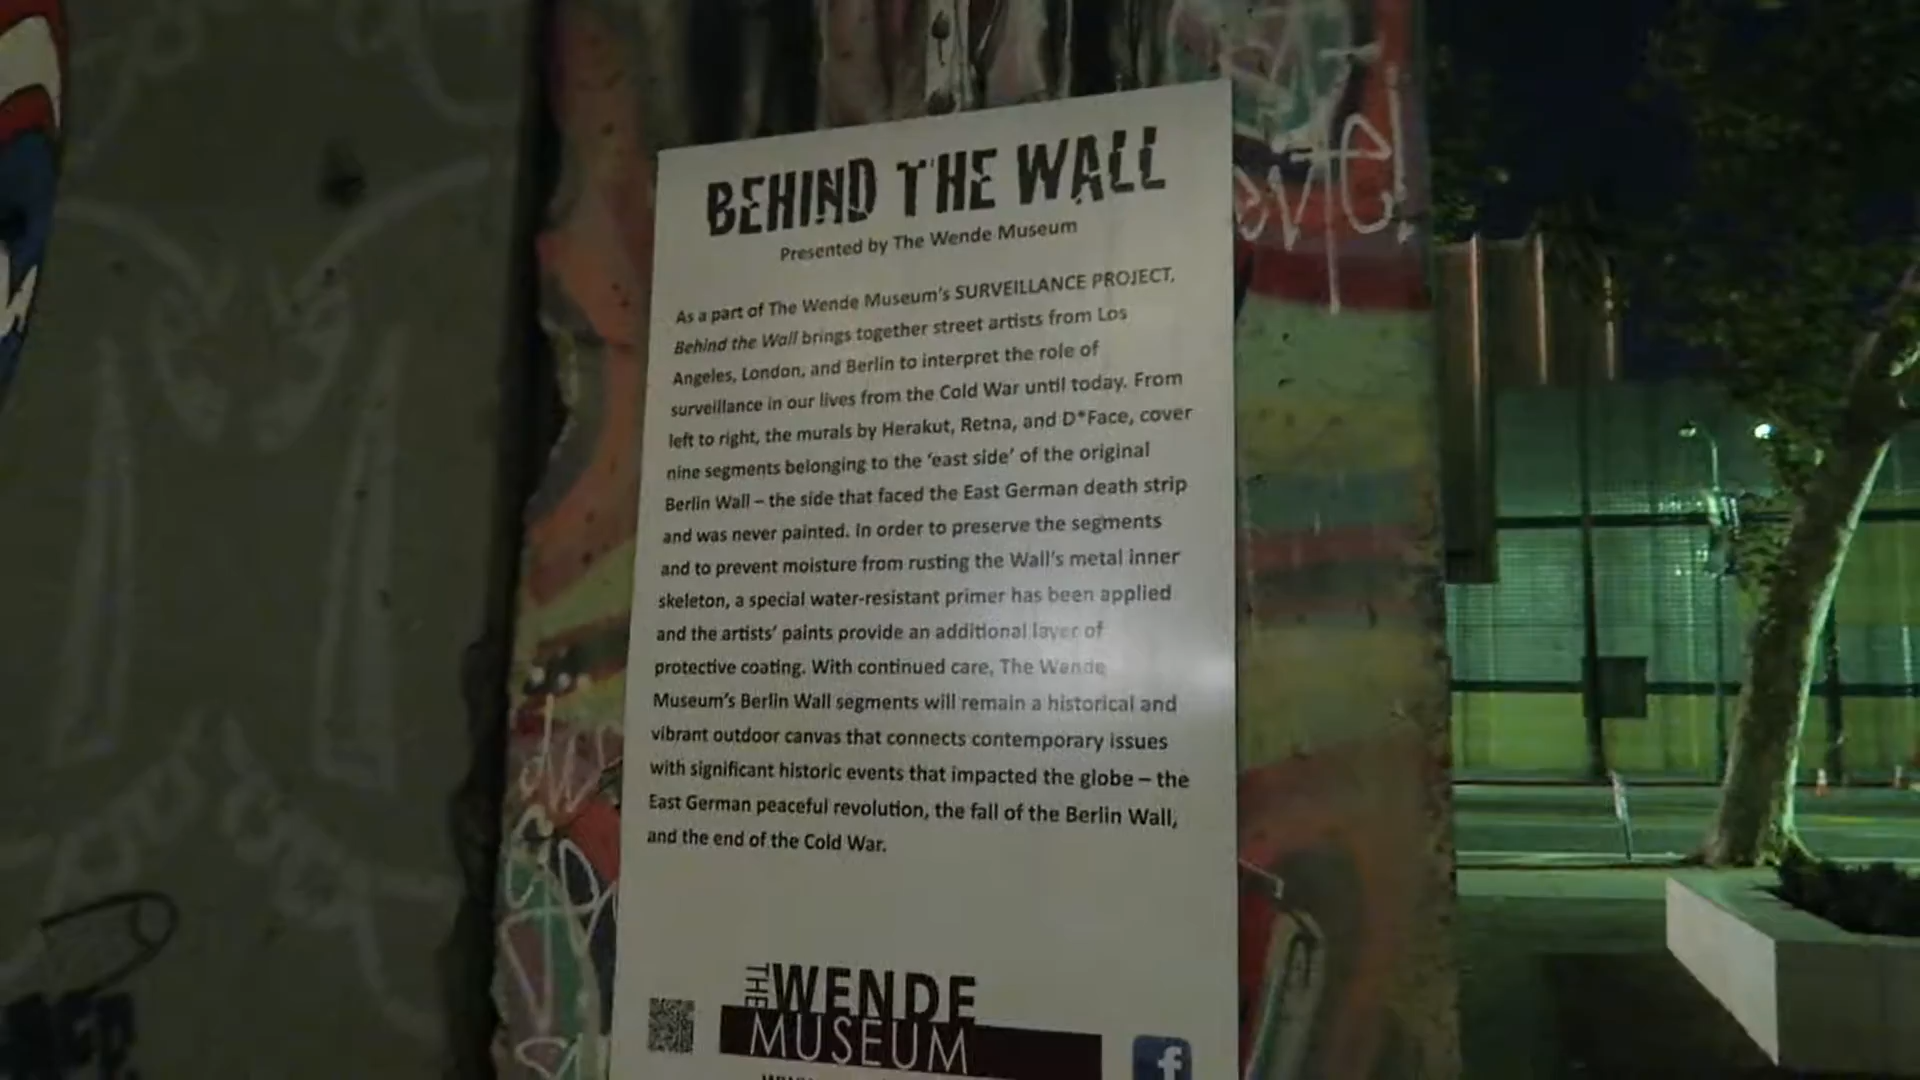 BEHIND THE WALL
Presented by The Wende Museum
As a part of The Wende Museum's SURVEILLANCE PROJECT,
Behind the Wall brings together street artists from Los
Angeles, London, and Berlin to interpret the role of
surveillance in our lives from the Cold War until today. From
left to right, the murals by Herakut, Retna, and D*Face, cover
nine segments belonging to the 'east side' of the original
Berlin Wall – the side that faced the East German death strip
and was never painted. In order to preserve the segments
and to prevent moisture from rusting the Wall's metal inner
skeleton, a special water-resistant primer has been applied
and the artists' paints provide an additional layer of
protective coating. With continued care, The Wende
Museum's Berlin Wall segments will remain a historical and
vibrant outdoor canvas that connects contemporary issues
with significant historic events that impacted the globe – the
East German peaceful revolution, the fall of the Berlin Wall,
and the end of the Cold War.
THE WENDE
MUSEUM
f